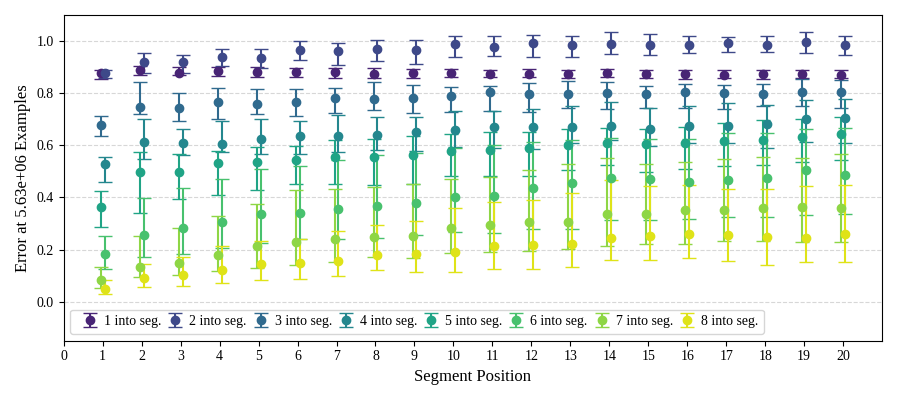 Error at 5.63e+06 Examples
1.0
0.8
0.6
0.4
0.2
0.0
1 into seg. 2 into seg. 3 into seg. 4 into seg. 5 into seg. 6 into seg. 7 into seg. 8 into seg.
0 1 2 3 4 5 6 7 8 9 10 11 12 13 14 15 16 17 18 19 20
Segment Position